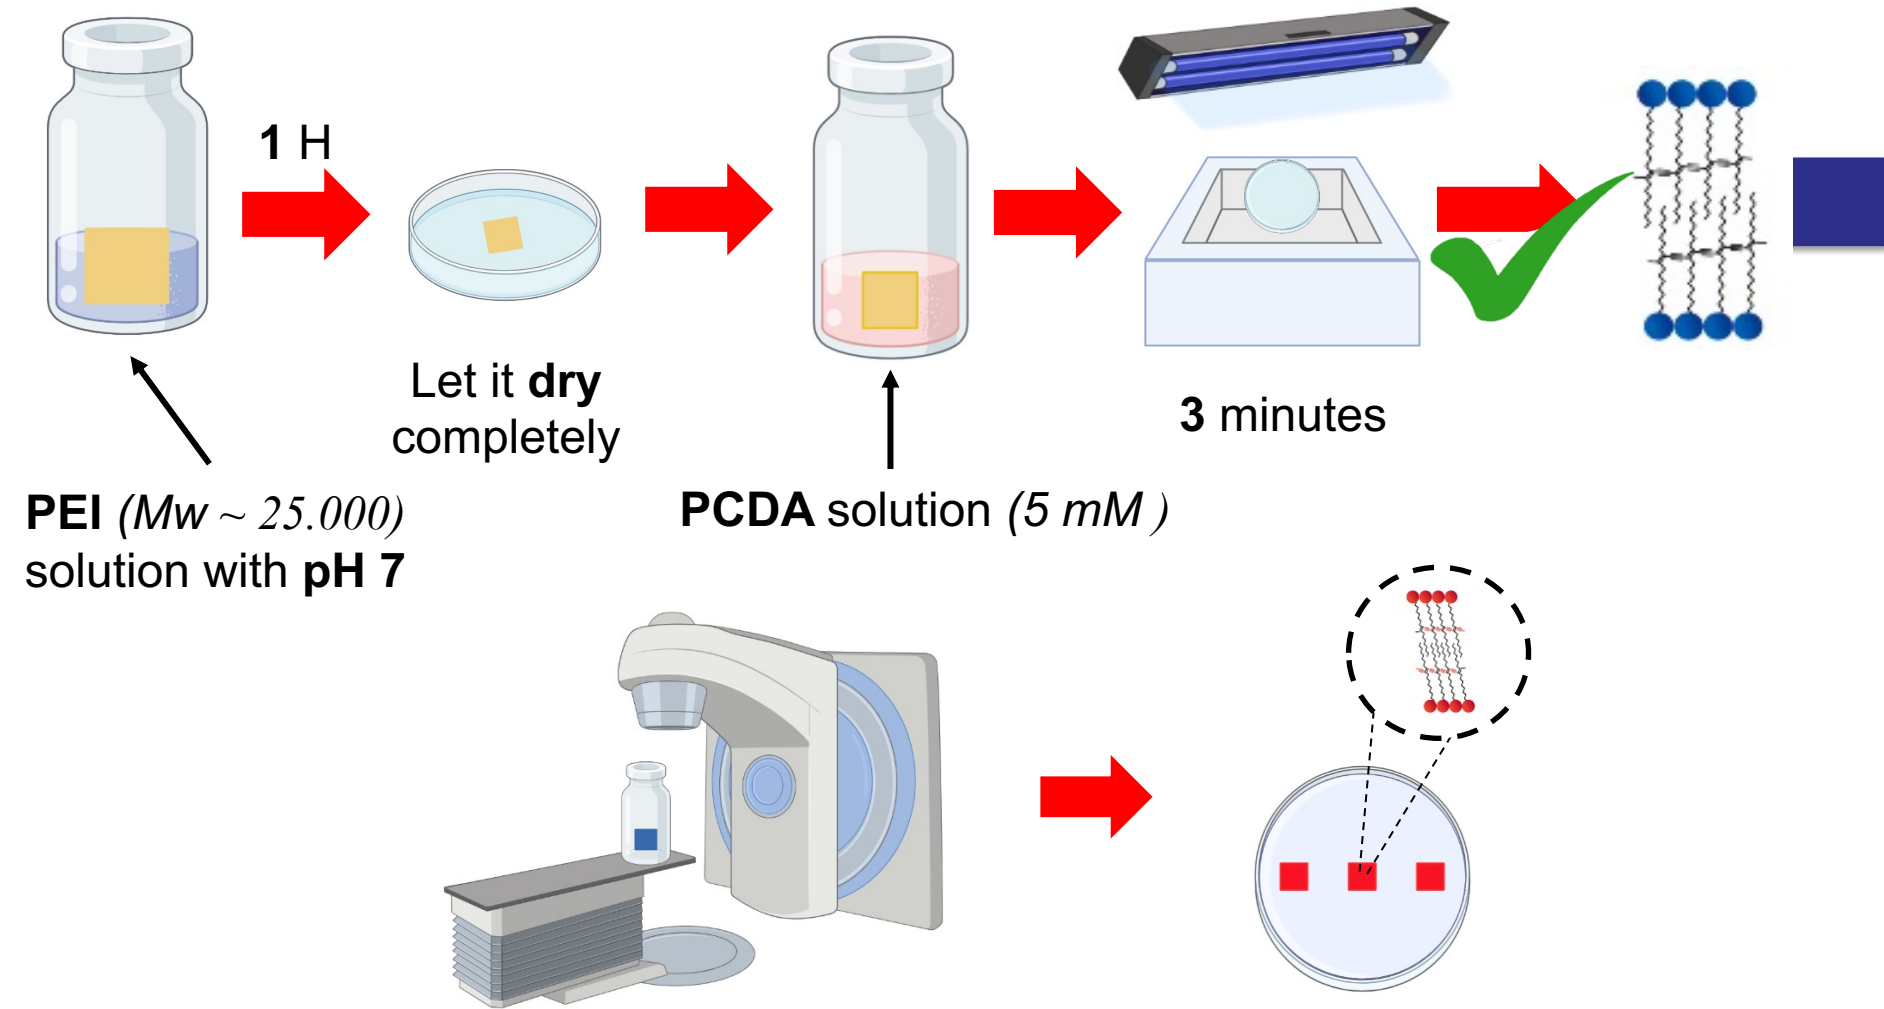 1 H
Let it dry
completely
3 minutes
PEI (Mw ~ 25.000)
solution with pH 7
PCDA solution (5 mM )